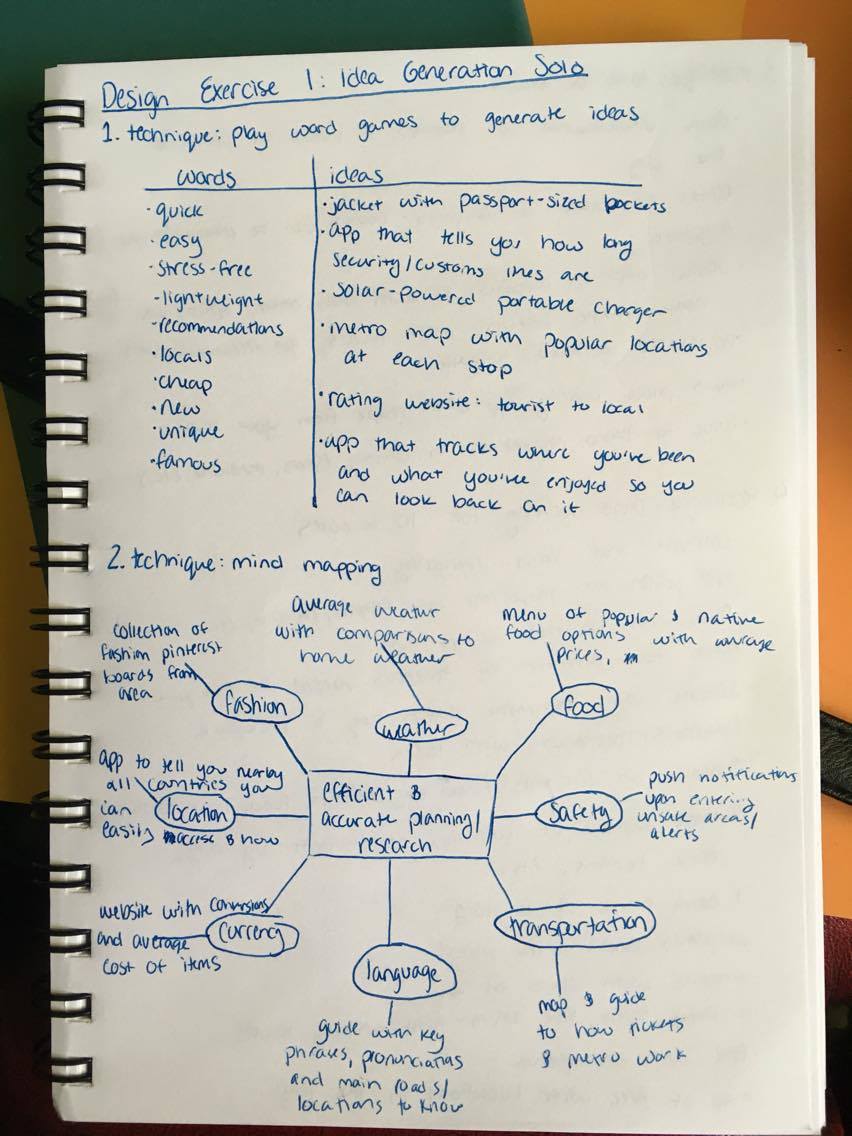 Design Exercise 1: Idea Generation Solo
1. technique: play word games to generate ideas
words
ideas
·quick
·easy
·stress-free
-lightweight
-recommendations
·locals
·cheap
·new
·unique
·famous
·jacket with passport-sized pockets
·app that tells you how long
security/customs lines are
·solar-powered portable charger
·metro map with popular locations
at each stop
·rating website: tourist to local
·app that tracks where you've been
and what you've enjoyed so you
can look back on it
2. technique: mind mapping
efficient &
accurate planning/
research
fashion
collection of
fashion pinterest
boards from
area
weather
average weather
with comparisons to
home weather
food
menu of popular & native
food options with average
prices,
safety
push notifications
upon entering
unsafe areas/
alerts
transportation
map & guide
to how tickets
& metro work
language
guide with key
phrases, pronunciations
and main roads/
locations to know
currency
website with conversions
and average
cost of items
location
app to tell you nearby
all countries you
can
easily access & how